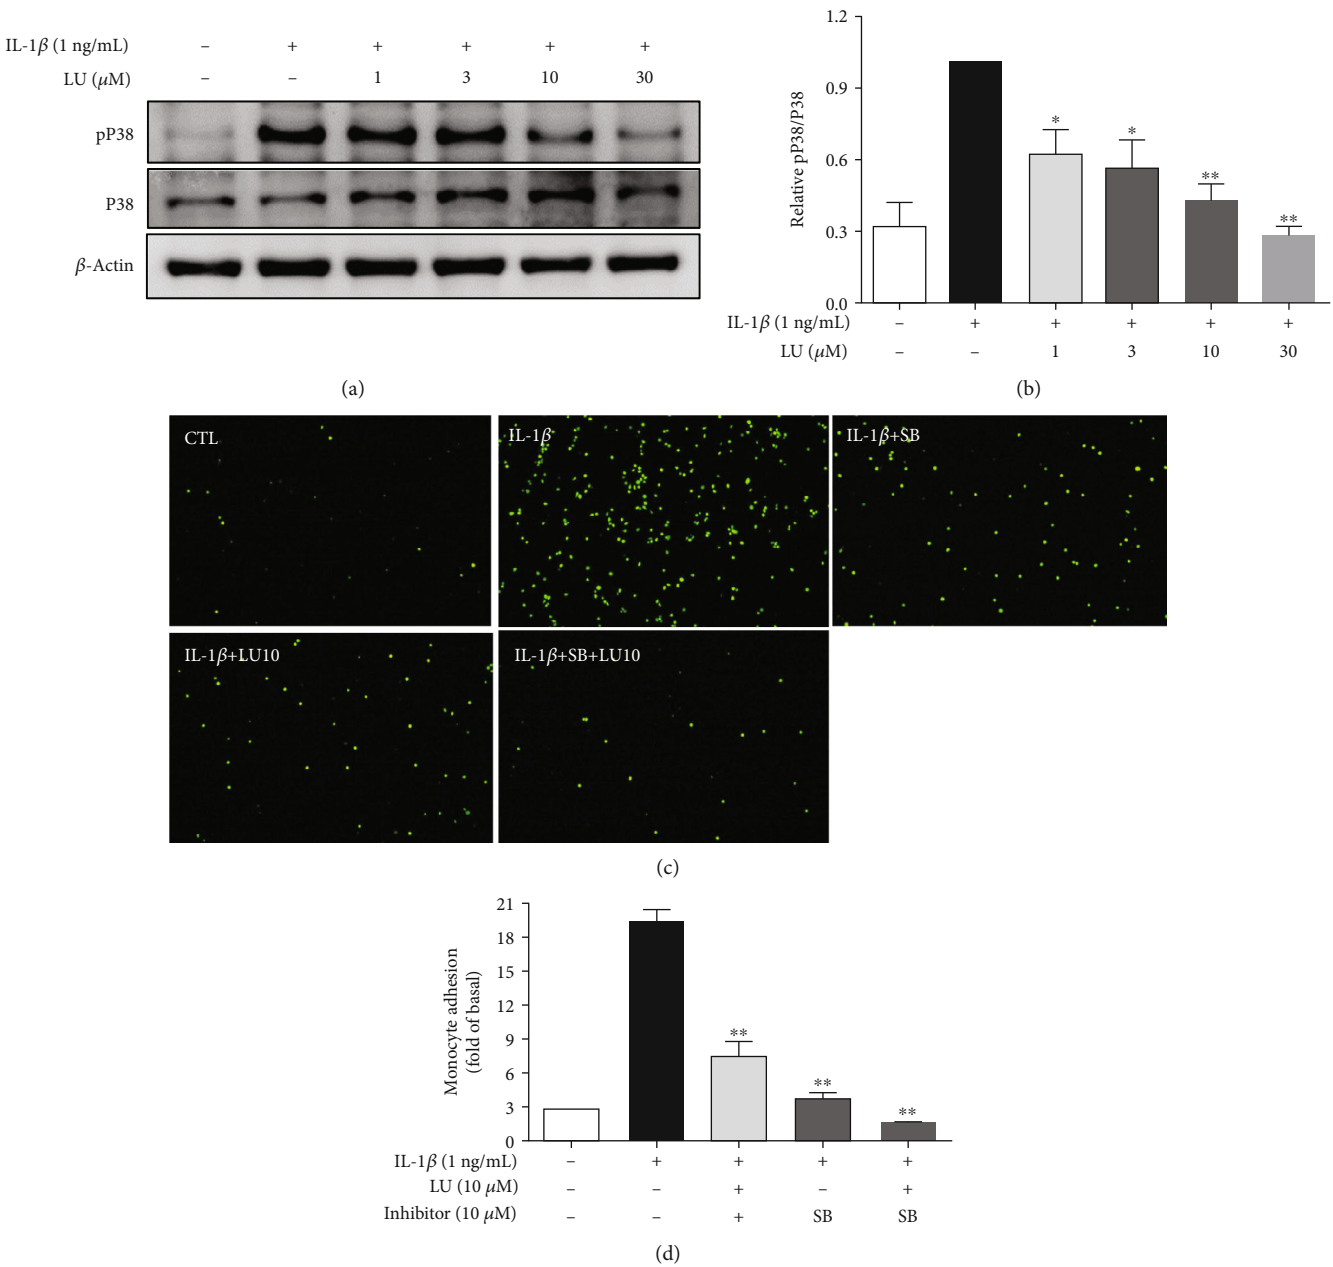 IL-1β (1 ng/mL) – + + + + +
LU (μM) – – 1 3 10 30
pP38
P38
β-Actin
(a)
1.2
0.9
0.6
0.3
0.0
Relative pP38/P38
* * ** **
IL-1β (1 ng/mL) – + + + + +
LU (μM) – – 1 3 10 30
(b)
CTL
IL-1β
IL-1β+SB
IL-1β+LU10
IL-1β+SB+LU10
(c)
21
18
15
12
9
6
3
0
Monocyte adhesion
(fold of basal)
** ** **
IL-1β (1 ng/mL) – + + + +
LU (10 μM) – – + – +
Inhibitor (10 μM) – – + SB SB
(d)